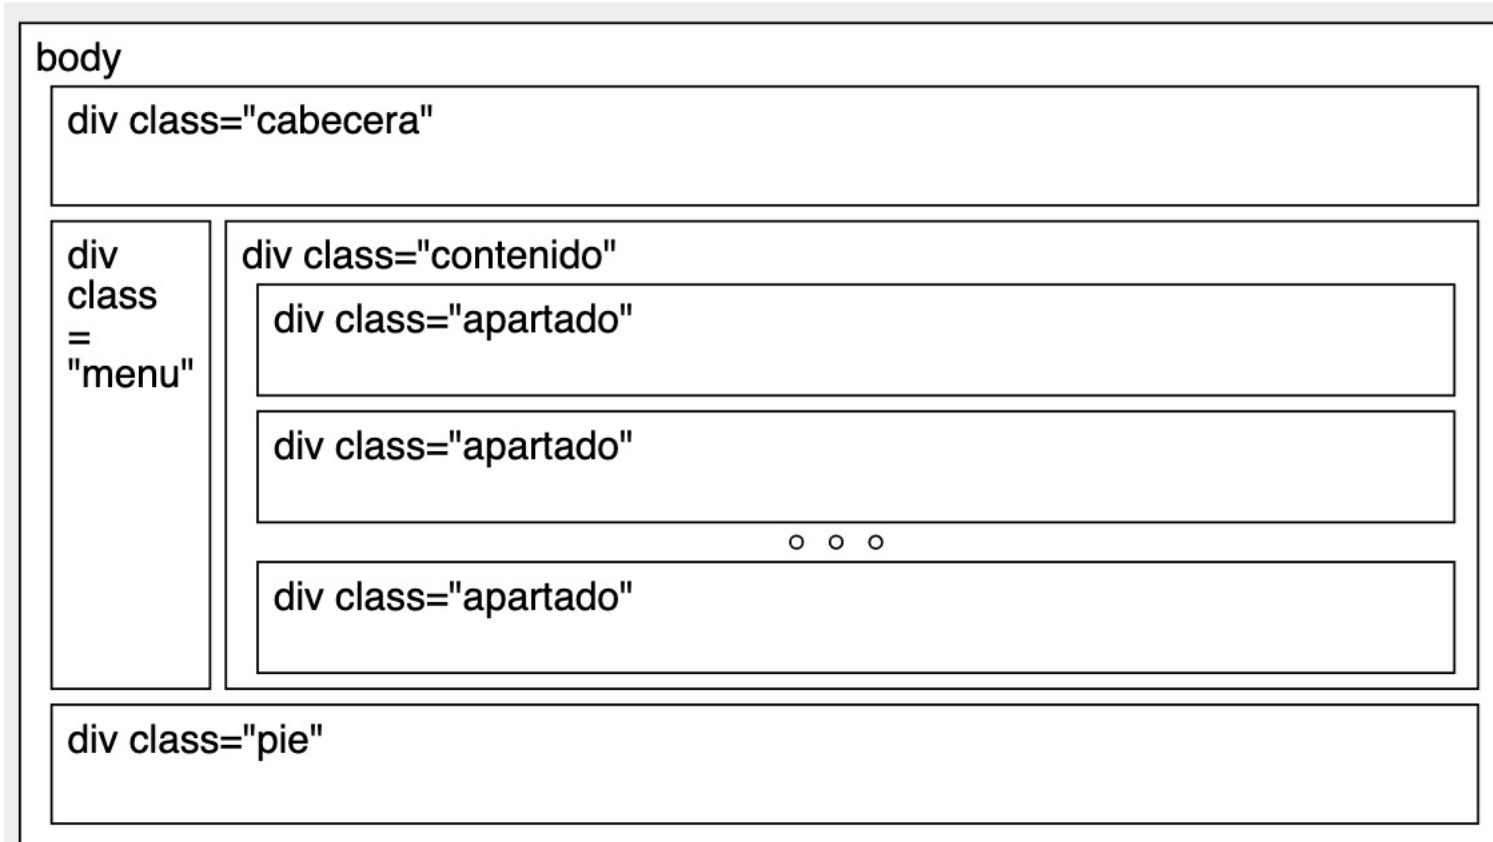 body
div class="cabecera"
div
class
=
"menu"
div class="contenido"
div class="apartado"
div class="apartado"
div class="apartado"
div class="pie"